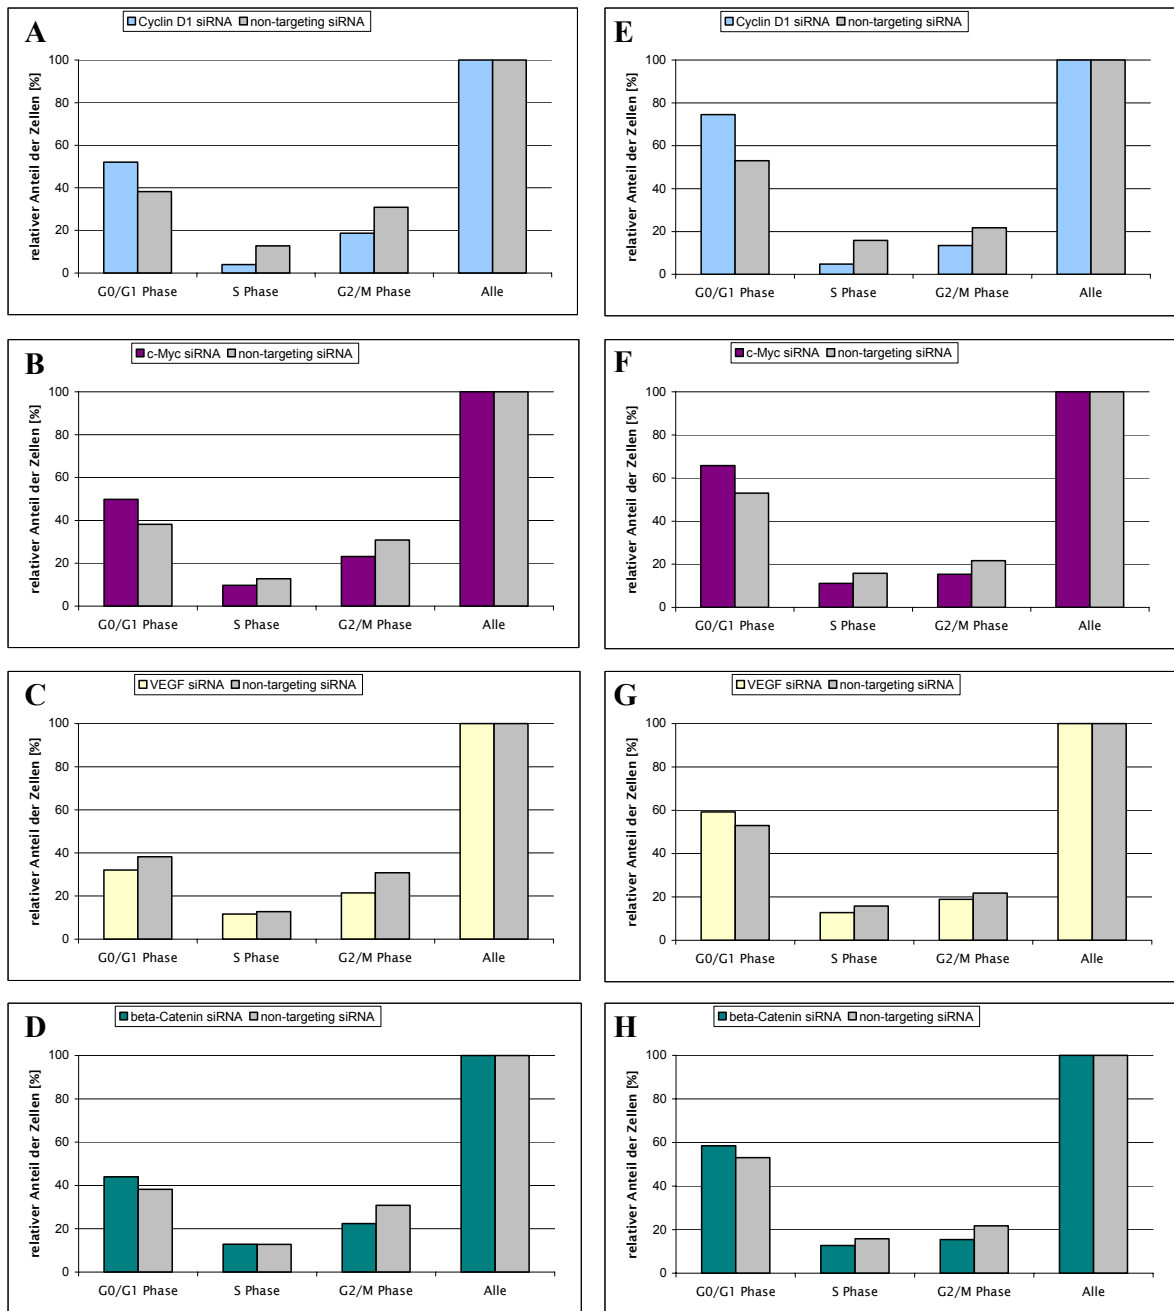 A
Cyclin D1 siRNA non-targeting siRNA
relativer Anteil der Zellen [%]
100
80
60
40
20
0
G0/G1 Phase S Phase G2/M Phase Alle
E
Cyclin D1 siRNA non-targeting siRNA
relativer Anteil der Zellen [%]
100
80
60
40
20
0
G0/G1 Phase S Phase G2/M Phase Alle
B
c-Myc siRNA non-targeting siRNA
relativer Anteil der Zellen [%]
100
80
60
40
20
0
G0/G1 Phase S Phase G2/M Phase Alle
F
c-Myc siRNA non-targeting siRNA
relativer Anteil der Zellen [%]
100
80
60
40
20
0
G0/G1 Phase S Phase G2/M Phase Alle
C
VEGF siRNA non-targeting siRNA
relativer Anteil der Zellen [%]
100
80
60
40
20
0
G0/G1 Phase S Phase G2/M Phase Alle
G
VEGF siRNA non-targeting siRNA
relativer Anteil der Zellen [%]
100
80
60
40
20
0
G0/G1 Phase S Phase G2/M Phase Alle
D
beta-Catenin siRNA non-targeting siRNA
relativer Anteil der Zellen [%]
100
80
60
40
20
0
G0/G1 Phase S Phase G2/M Phase Alle
H
beta-Catenin siRNA non-targeting siRNA
relativer Anteil der Zellen [%]
100
80
60
40
20
0
G0/G1 Phase S Phase G2/M Phase Alle